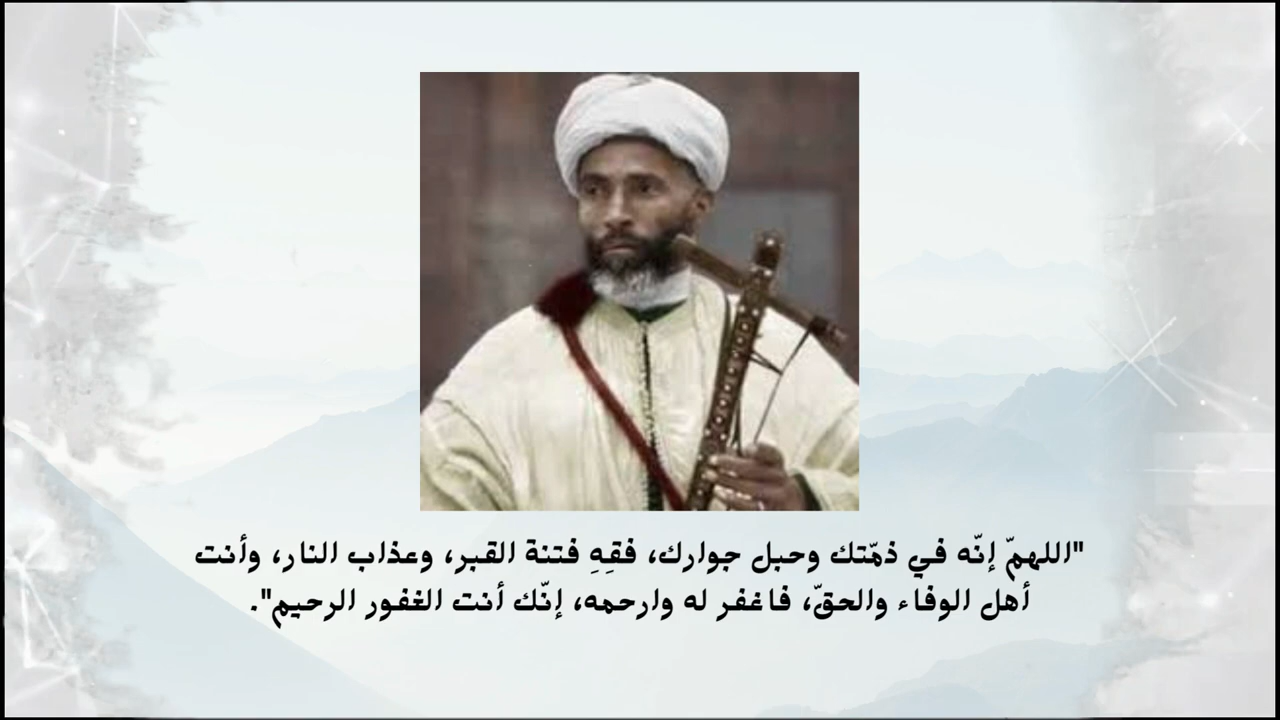 "اللهمّ إنّه في ذمّتك وحبل جوارك، فقِهِ فتنة القبر، وعذاب النار، وأنت
أهل الوفاء والحقّ، فاغفر له وارحمه، إنّك أنت الغفور الرحيم".